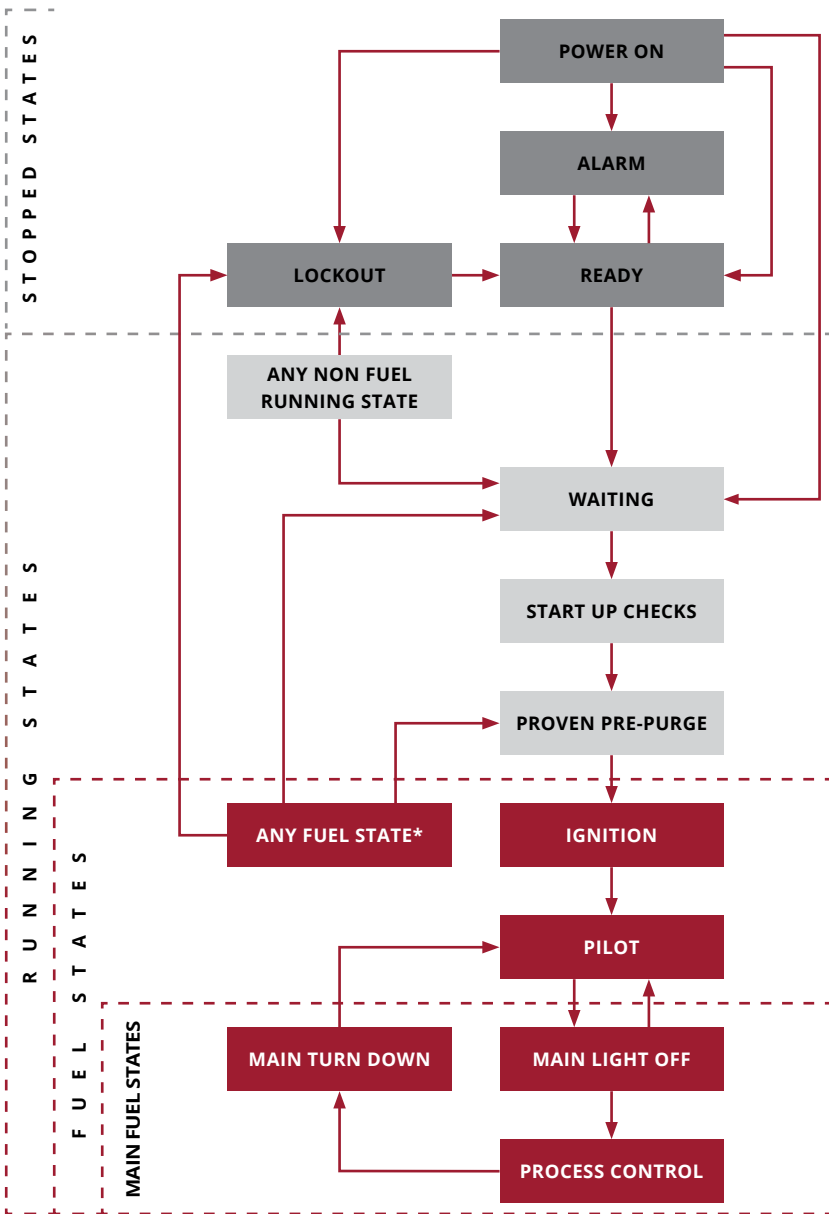 STOPPED STATES
POWER ON
ALARM
LOCKOUT
READY
ANY NON FUEL
RUNNING STATE
WAITING
START UP CHECKS
PROVEN PRE-PURGE
RUNNING STATES
ANY FUEL STATE*
IGNITION
FUEL STATES
PILOT
MAIN FUEL STATES
MAIN TURN DOWN
MAIN LIGHT OFF
PROCESS CONTROL